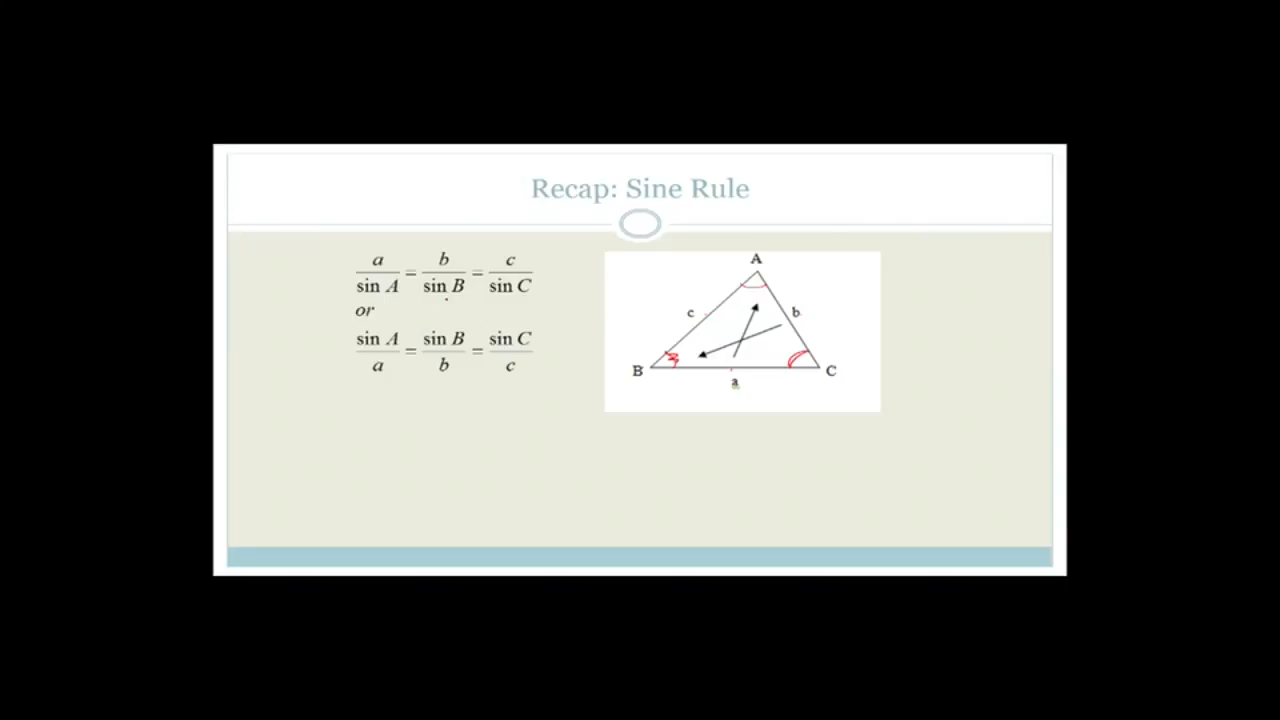 Recap: Sine Rule
a/sin A = b/sin B = c/sin C
or
sin A/a = sin B/b = sin C/c
A
c
b
B
C
a